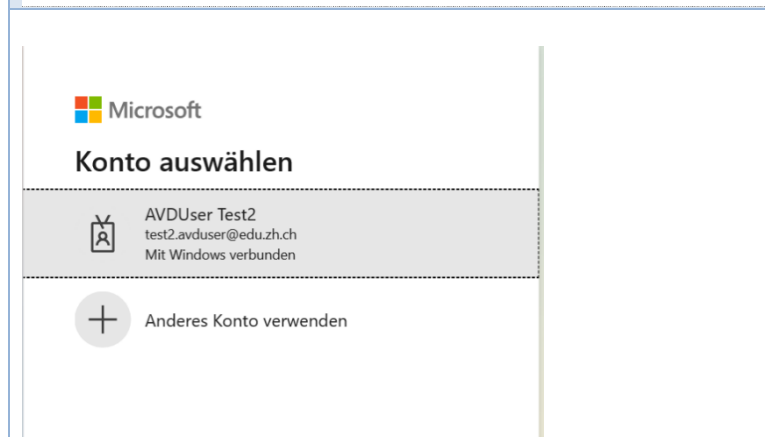 Microsoft
Konto auswählen
AVDUser Test2
test2.avduser@edu.zh.ch
Mit Windows verbunden
Anderes Konto verwenden